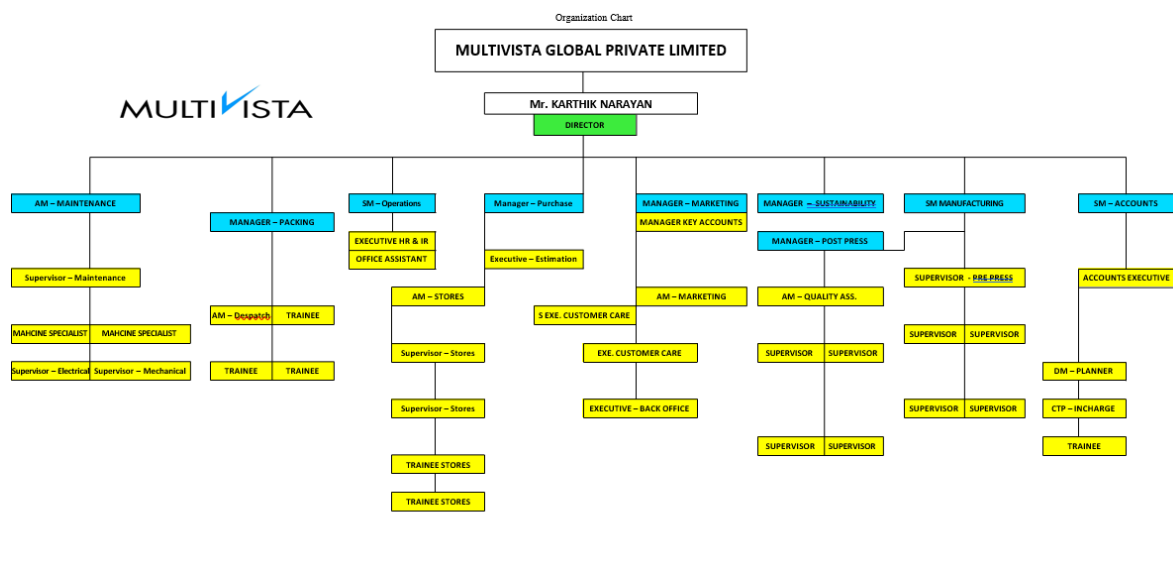 Organization Chart
MULTIVISTA GLOBAL PRIVATE LIMITED
MULTIVISTA
Mr. KARTHIK NARAYAN
DIRECTOR
AM – MAINTENANCE
Supervisor – Maintenance
MAHCINE SPECIALIST
MAHCINE SPECIALIST
Supervisor – Electrical
Supervisor – Mechanical
MANAGER – PACKING
AM – Despatch
TRAINEE
TRAINEE
TRAINEE
SM – Operations
EXECUTIVE HR & IR
OFFICE ASSISTANT
Manager – Purchase
Executive – Estimation
AM – STORES
Supervisor – Stores
Supervisor – Stores
TRAINEE STORES
TRAINEE STORES
MANAGER – MARKETING
MANAGER KEY ACCOUNTS
AM – MARKETING
S EXE. CUSTOMER CARE
EXE. CUSTOMER CARE
EXECUTIVE – BACK OFFICE
MANAGER – SUSTAINABILITY
MANAGER – POST PRESS
AM – QUALITY ASS.
SUPERVISOR
SUPERVISOR
SUPERVISOR
SUPERVISOR
SM MANUFACTURING
SUPERVISOR - PRE PRESS
SUPERVISOR
SUPERVISOR
SUPERVISOR
SUPERVISOR
SM – ACCOUNTS
ACCOUNTS EXECUTIVE
DM – PLANNER
CTP – INCHARGE
TRAINEE